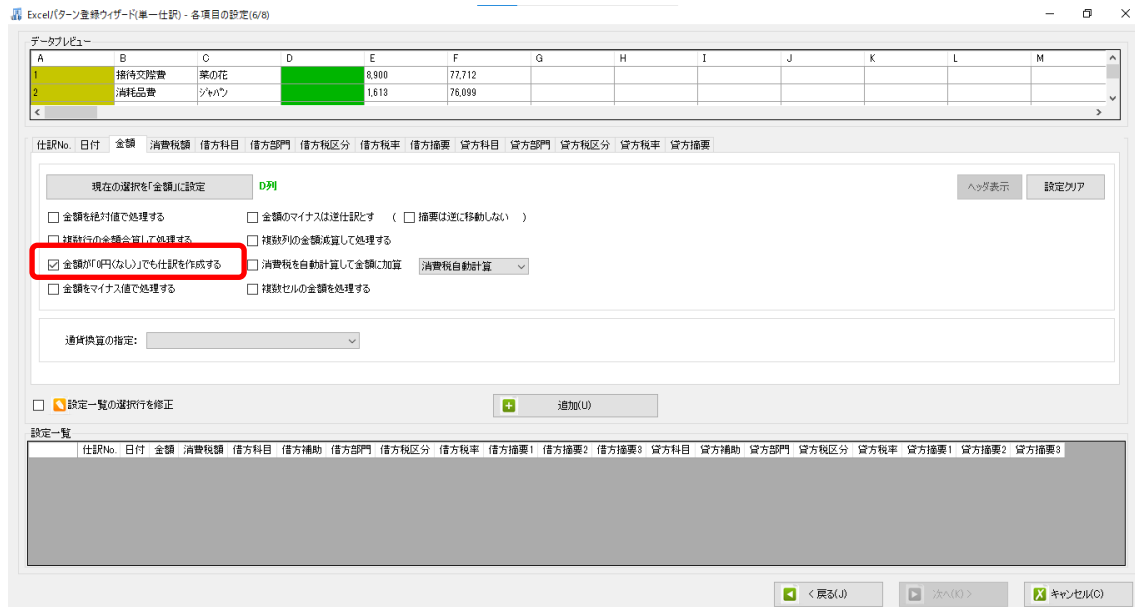 Excelパターン登録ウィザード(単一仕訳) - 各項目の設定(6/8)
データプレビュー
A B C D E F G H I J K L M
1 接待交際費 菜の花 8,900 77,712
2 消耗品費 ジャパン 1,613 76,099
仕訳No. 日付 金額 消費税額 借方科目 借方部門 借方税区分 借方税率 借方摘要 貸方科目 貸方部門 貸方税区分 貸方税率 貸方摘要
現在の選択を「金額」に設定 D列 ヘッダ表示 設定クリア
金額を絶対値で処理する 金額のマイナスは逆仕訳とす ( 摘要は逆に移動しない )
複数行の金額合算して処理する 複数列の金額減算して処理する
金額が「0円(なし)」でも仕訳を作成する 消費税を自動計算して金額に加算 消費税自動計算
金額をマイナス値で処理する 複数セルの金額を処理する
通貨換算の指定:
設定一覧の選択行を修正 追加(U)
設定一覧
仕訳No. 日付 金額 消費税額 借方科目 借方補助 借方部門 借方税区分 借方税率 借方摘要1 借方摘要2 借方摘要3 貸方科目 貸方補助 貸方部門 貸方税区分 貸方税率 貸方摘要1 貸方摘要2 貸方摘要3
< 戻る(J) 次へ(K) > キャンセル(C)